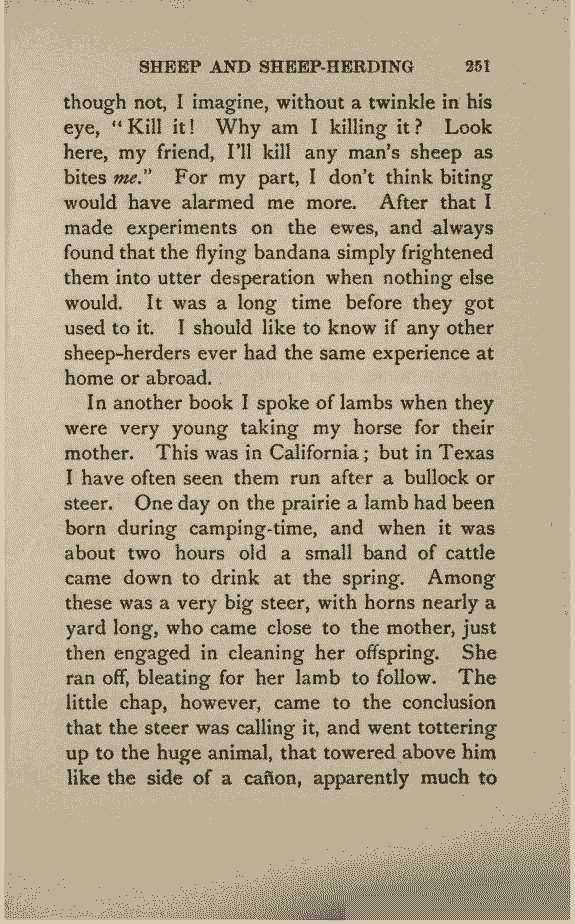 SHEEP AND SHEEP-HERDING 251
though not, I imagine, without a twinkle in his
eye, "Kill it! Why am I killing it? Look
here, my friend, I'll kill any man's sheep as
bites me." For my part, I don't think biting
would have alarmed me more. After that I
made experiments on the ewes, and always
found that the flying bandana simply frightened
them into utter desperation when nothing else
would. It was a long time before they got
used to it. I should like to know if any other
sheep-herders ever had the same experience at
home or abroad.
In another book I spoke of lambs when they
were very young taking my horse for their
mother. This was in California; but in Texas
I have often seen them run after a bullock or
steer. One day on the prairie a lamb had been
born during camping-time, and when it was
about two hours old a small band of cattle
came down to drink at the spring. Among
these was a very big steer, with horns nearly a
yard long, who came close to the mother, just
then engaged in cleaning her offspring. She
ran off, bleating for her lamb to follow. The
little chap, however, came to the conclusion
that the steer was calling it, and went tottering
up to the huge animal, that towered above him
like the side of a cañon, apparently much to